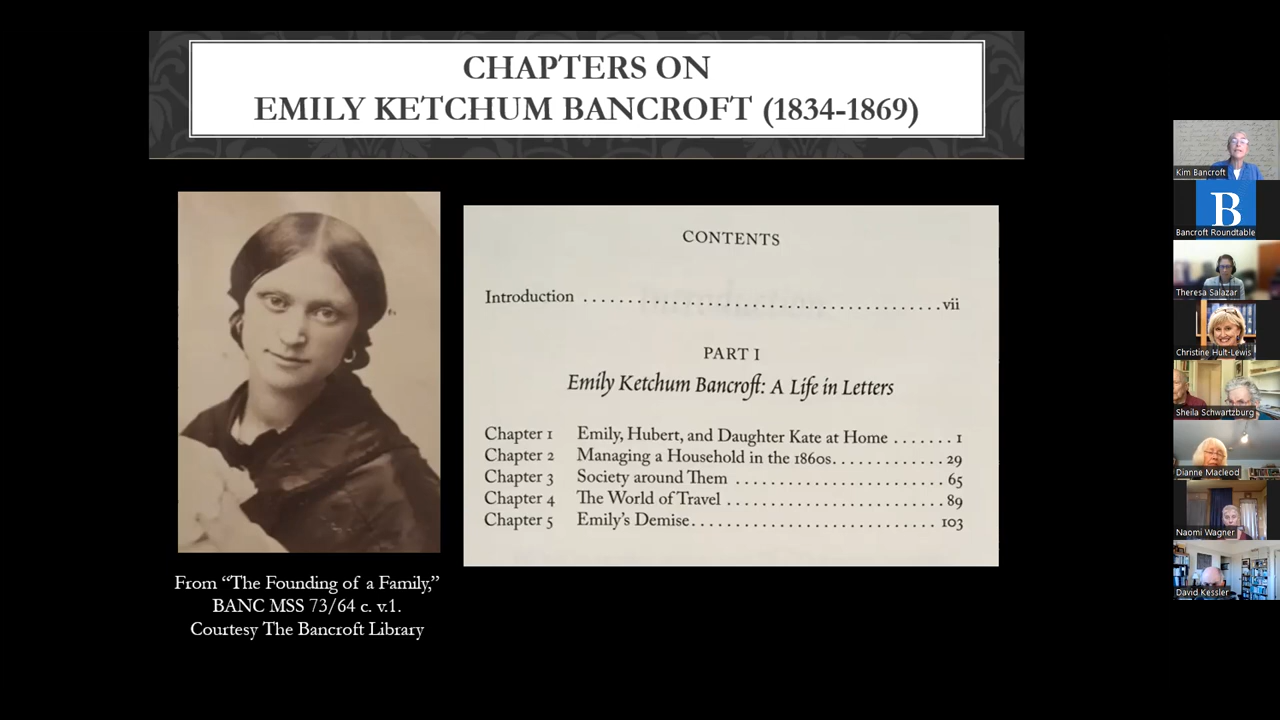 CHAPTERS ON
EMILY KETCHUM BANCROFT (1834-1869)
CONTENTS
Introduction ........................................ vii
PART I
Emily Ketchum Bancroft: A Life in Letters
Chapter 1 Emily, Hubert, and Daughter Kate at Home ....... 1
Chapter 2 Managing a Household in the 1860s. ............. 29
Chapter 3 Society around Them ......................... 65
Chapter 4 The World of Travel .......................... 89
Chapter 5 Emily's Demise. ............................. 103
From “The Founding of a Family,”
BANC MSS 73/64 c. v.1.
Courtesy The Bancroft Library
Kim Bancroft
B
Bancroft Roundtable
Theresa Salazar
Christine Hult-Lewis
Sheila Schwartzburg
Dianne Macleod
Naomi Wagner
David Kessler